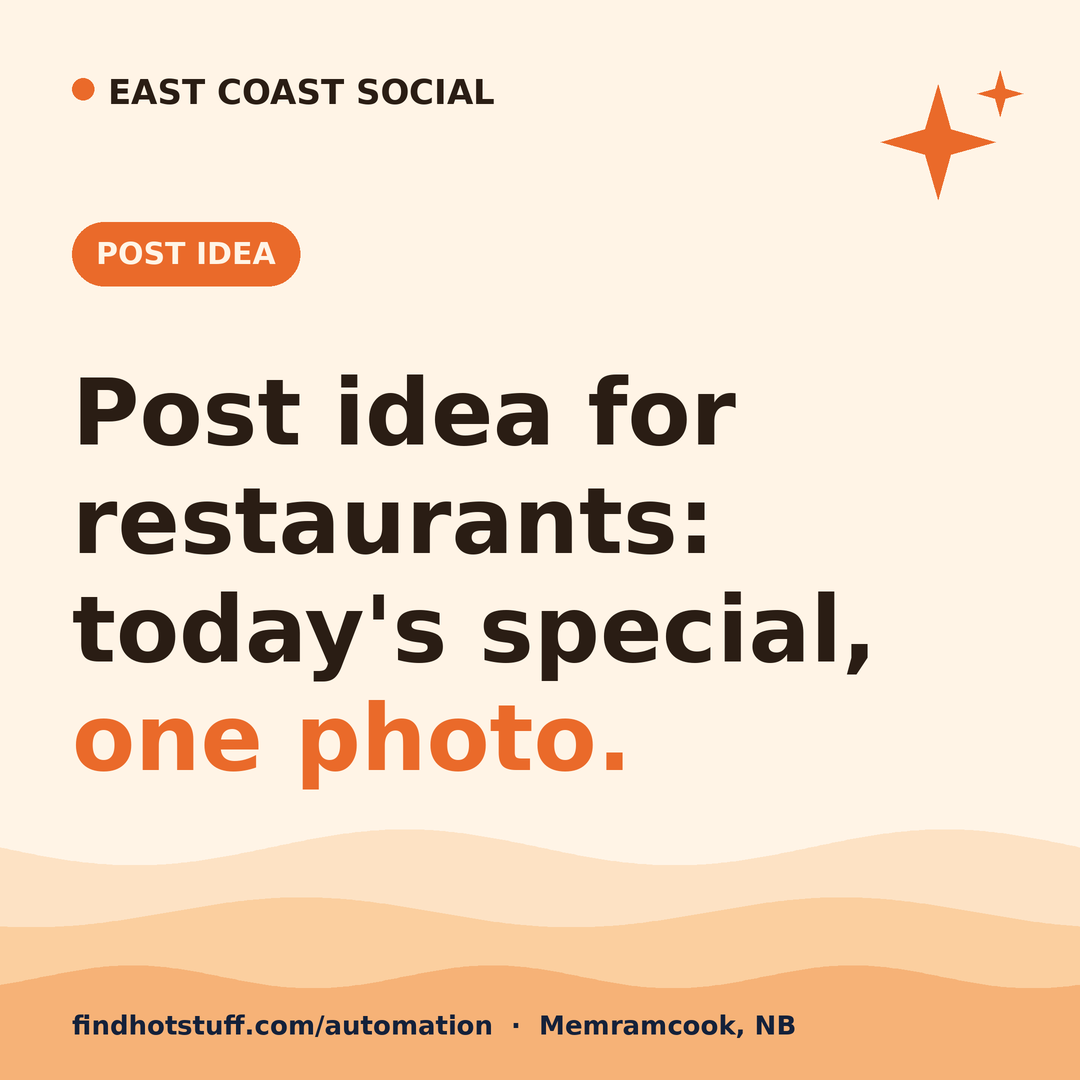 EAST COAST SOCIAL
POST IDEA
Post idea for
restaurants:
today's special,
one photo.
findhotstuff.com/automation · Memramcook, NB